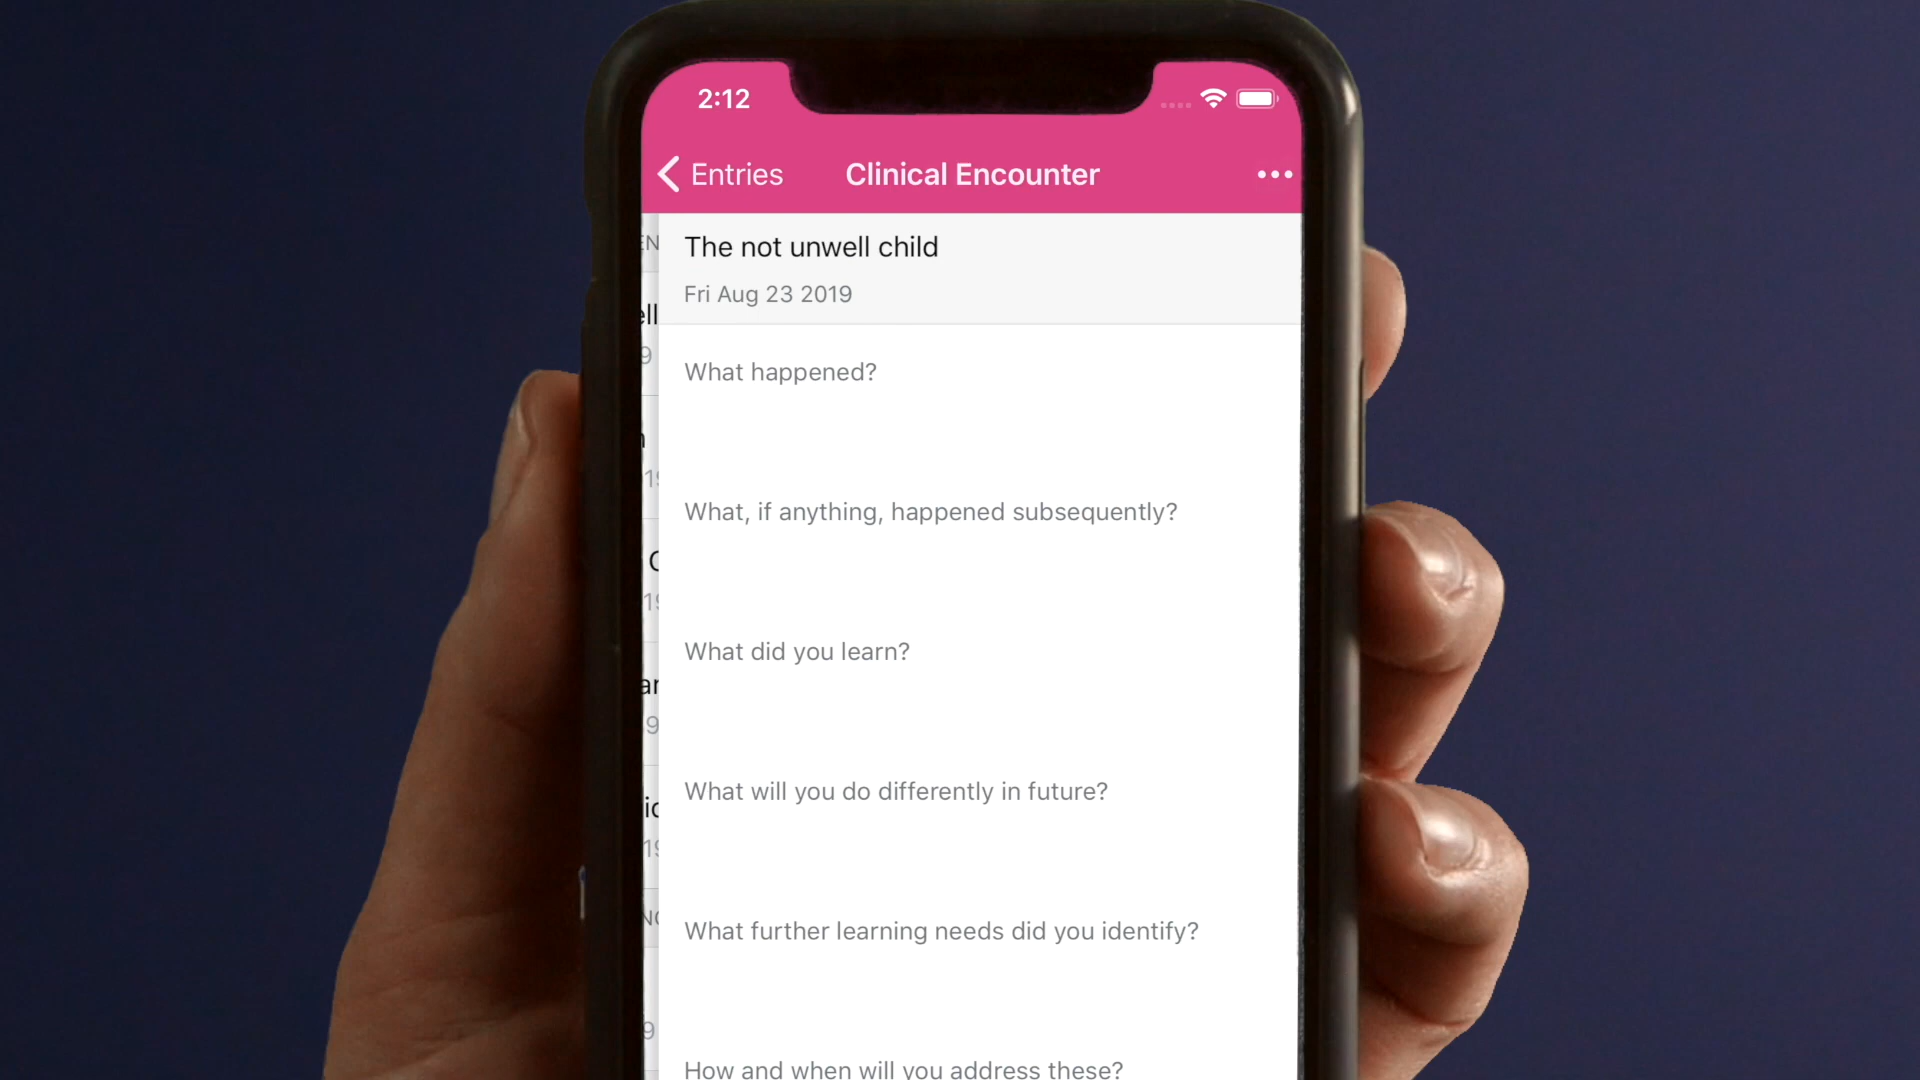 2:12
Entries
Clinical Encounter
The not unwell child
Fri Aug 23 2019
What happened?
What, if anything, happened subsequently?
What did you learn?
What will you do differently in future?
What further learning needs did you identify?
How and when will you address these?